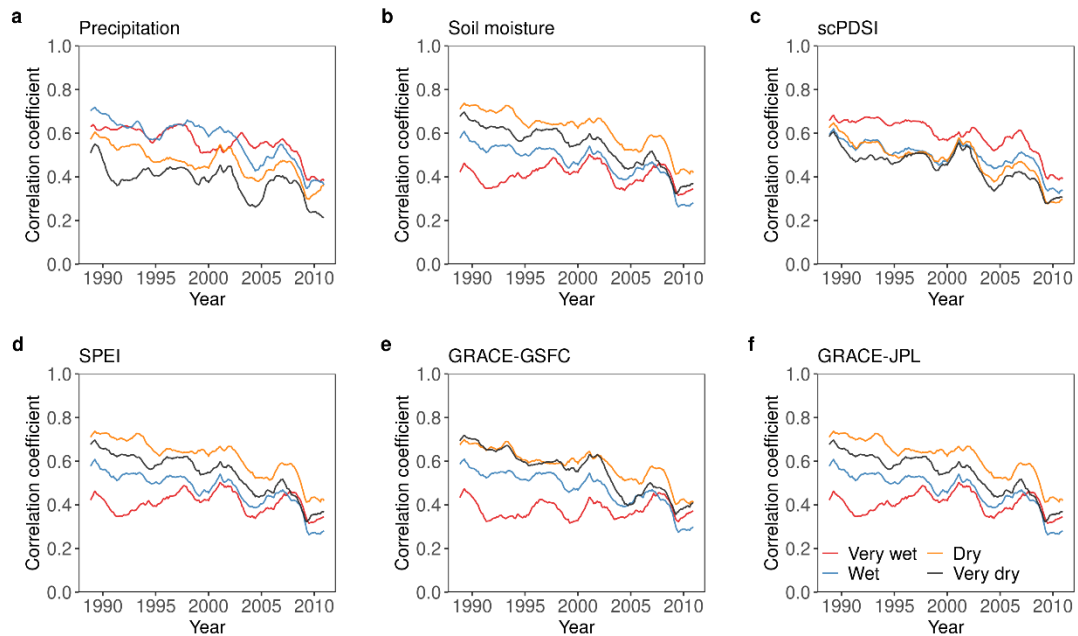 a
Precipitation
Correlation coefficient
1.0
0.8
0.6
0.4
0.2
0.0
1990 1995 2000 2005 2010
Year
b
Soil moisture
Correlation coefficient
1.0
0.8
0.6
0.4
0.2
0.0
1990 1995 2000 2005 2010
Year
c
scPDSI
Correlation coefficient
1.0
0.8
0.6
0.4
0.2
0.0
1990 1995 2000 2005 2010
Year
d
SPEI
Correlation coefficient
1.0
0.8
0.6
0.4
0.2
0.0
1990 1995 2000 2005 2010
Year
e
GRACE-GSFC
Correlation coefficient
1.0
0.8
0.6
0.4
0.2
0.0
1990 1995 2000 2005 2010
Year
f
GRACE-JPL
Correlation coefficient
1.0
0.8
0.6
0.4
0.2
0.0
Very wet Dry
Wet Very dry
1990 1995 2000 2005 2010
Year